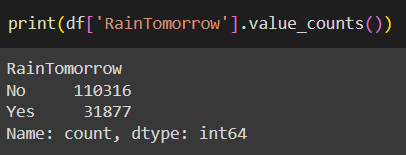 print(df['RainTomorrow'].value_counts())
RainTomorrow
No     110316
Yes     31877
Name: count, dtype: int64